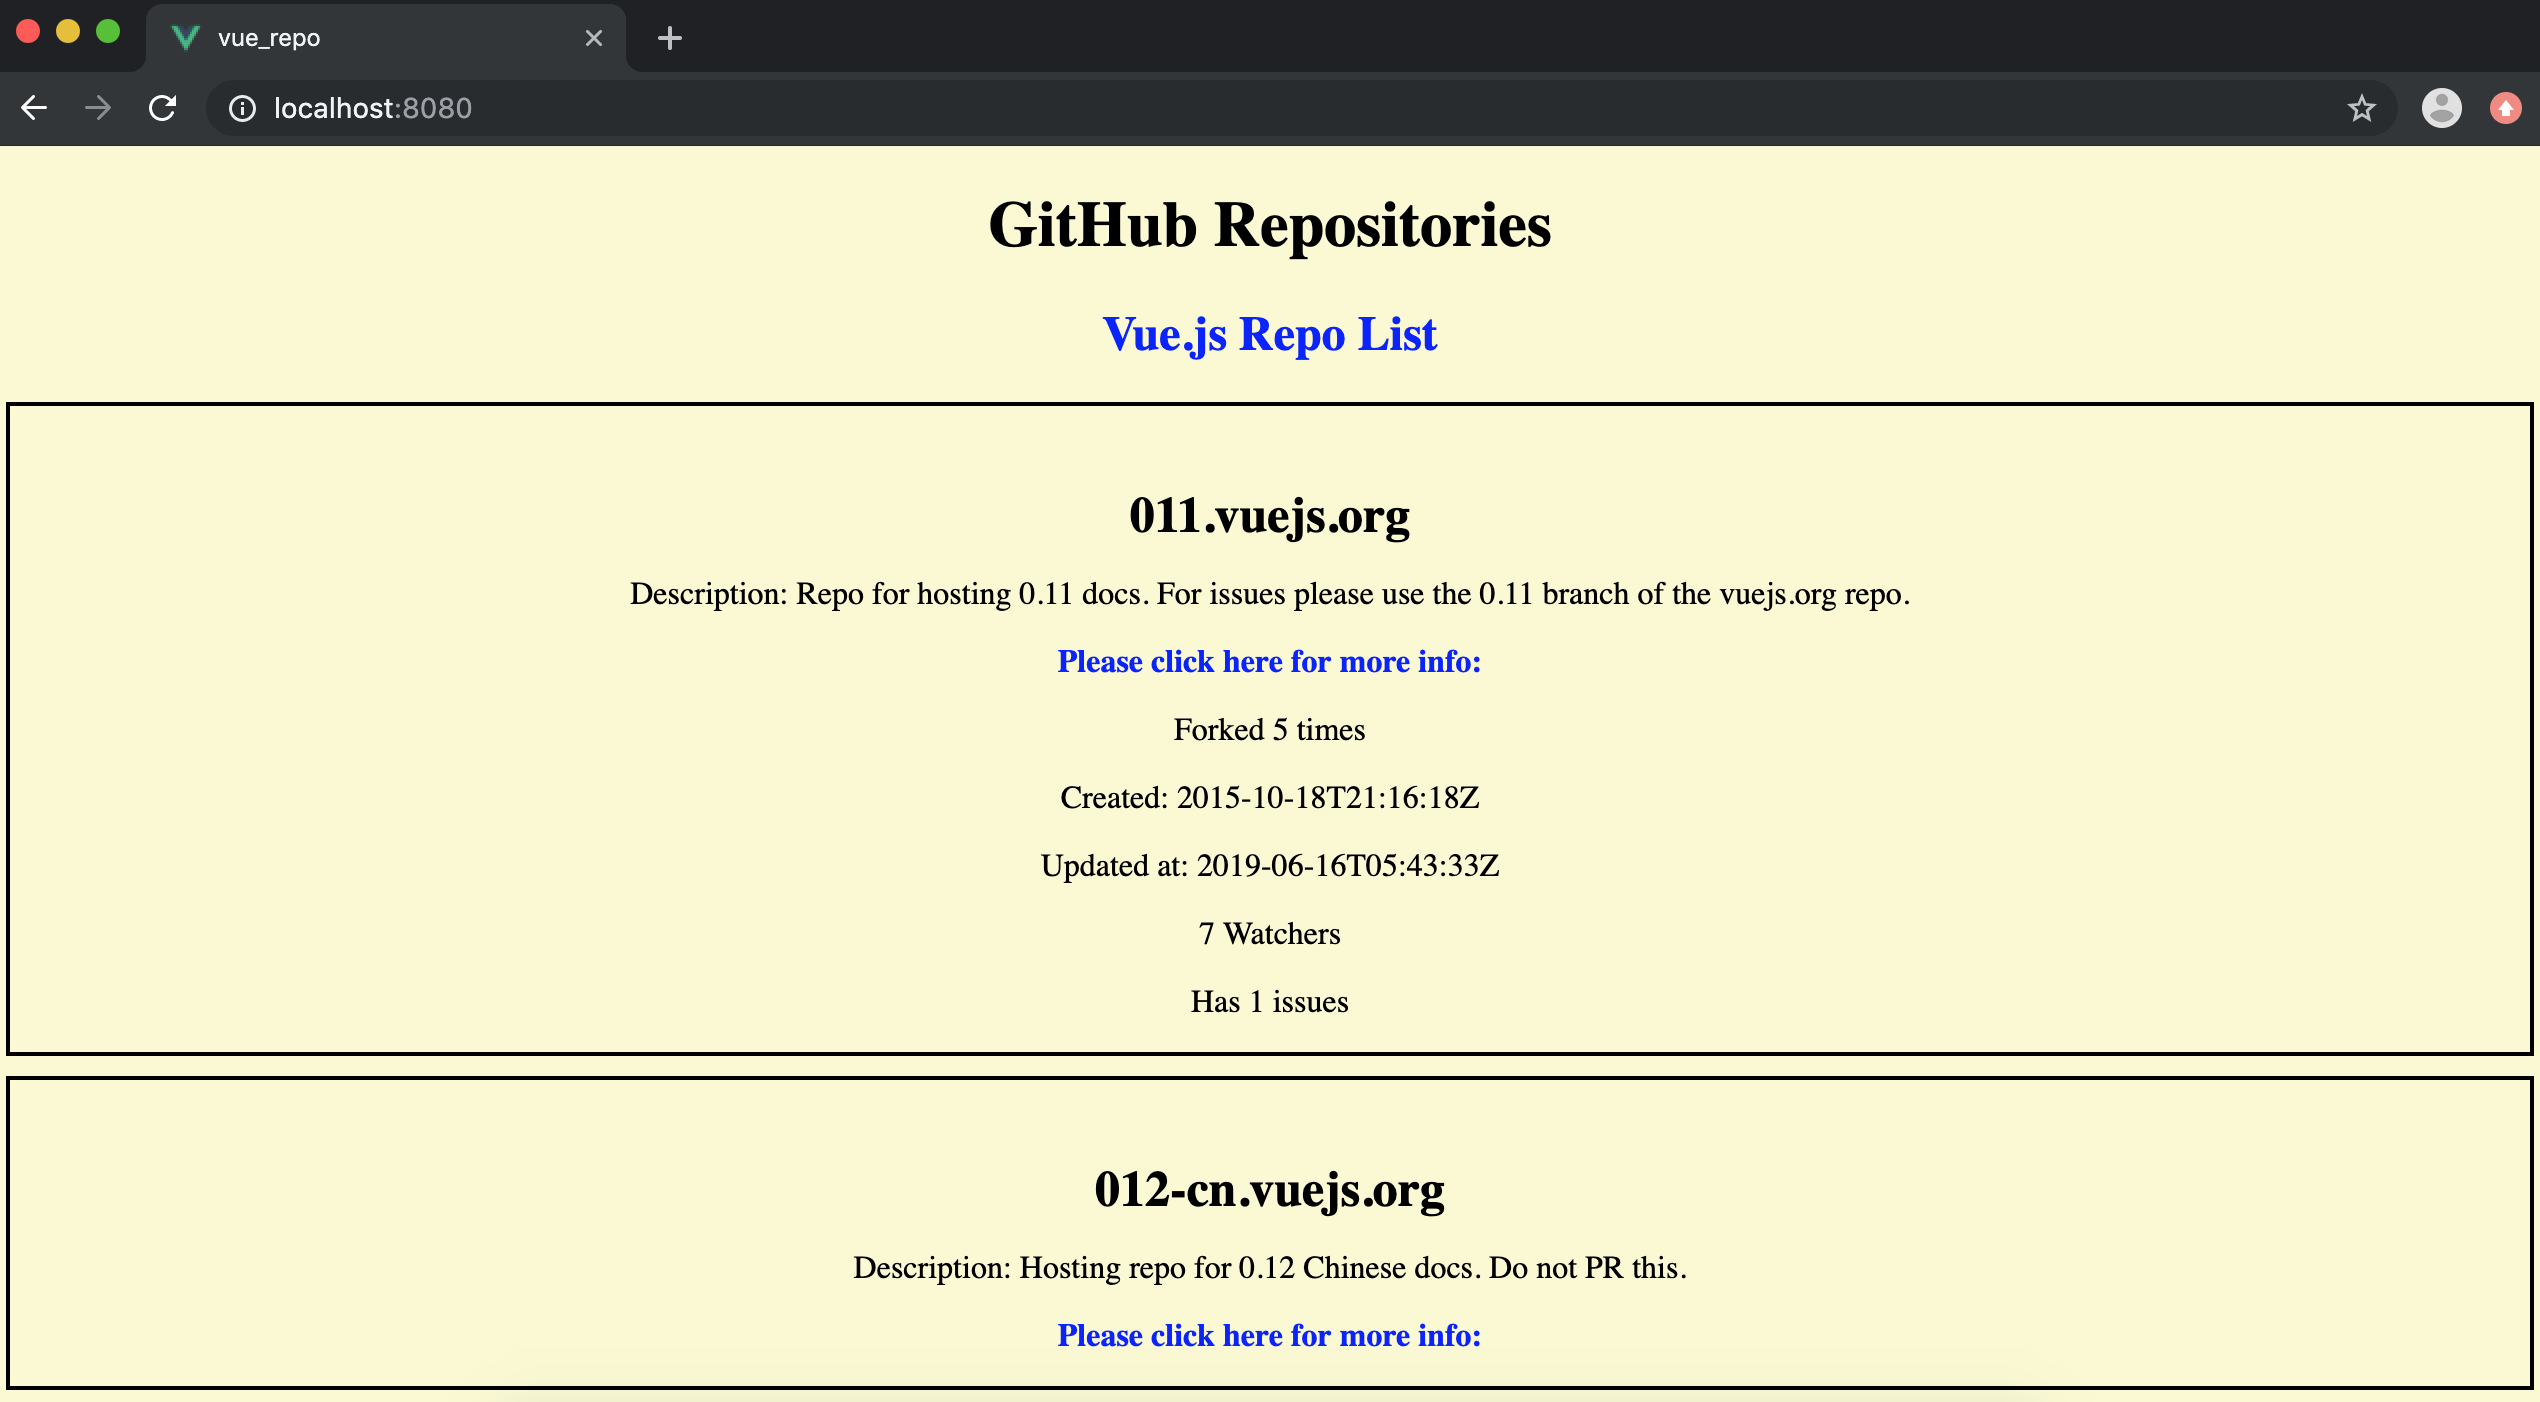 vue_repo
localhost:8080
GitHub Repositories
Vue.js Repo List
011.vuejs.org
Description: Repo for hosting 0.11 docs. For issues please use the 0.11 branch of the vuejs.org repo.
Please click here for more info:
Forked 5 times
Created: 2015-10-18T21:16:18Z
Updated at: 2019-06-16T05:43:33Z
7 Watchers
Has 1 issues
012-cn.vuejs.org
Description: Hosting repo for 0.12 Chinese docs. Do not PR this.
Please click here for more info: